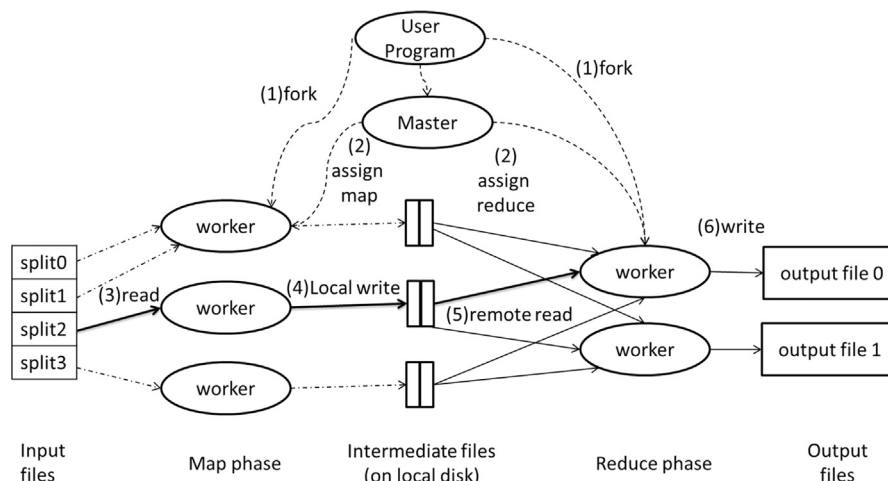 User
Program
(1)fork
(1)fork
Master
(2)
assign
map
(2)
assign
reduce
worker
(6)write
split0
split1
split2
split3
(3)read
worker
(4)Local write
(5)remote read
worker
output file 0
worker
output file 1
worker
Input
files
Map phase
Intermediate files
(on local disk)
Reduce phase
Output
files